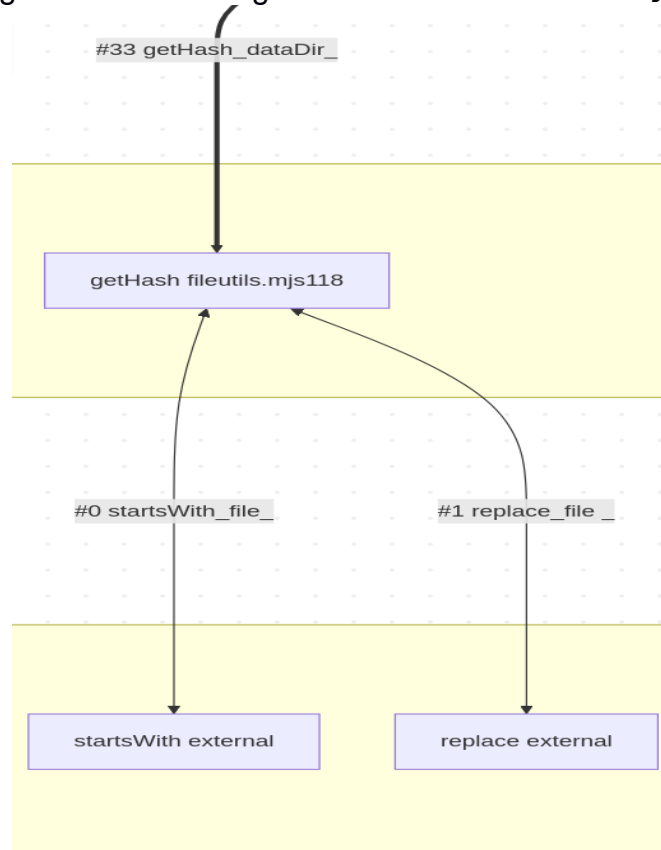 #33 getHash_dataDir_
getHash fileutils.mjs118
#0 startsWith_file_
#1 replace_file _
startsWith external
replace external